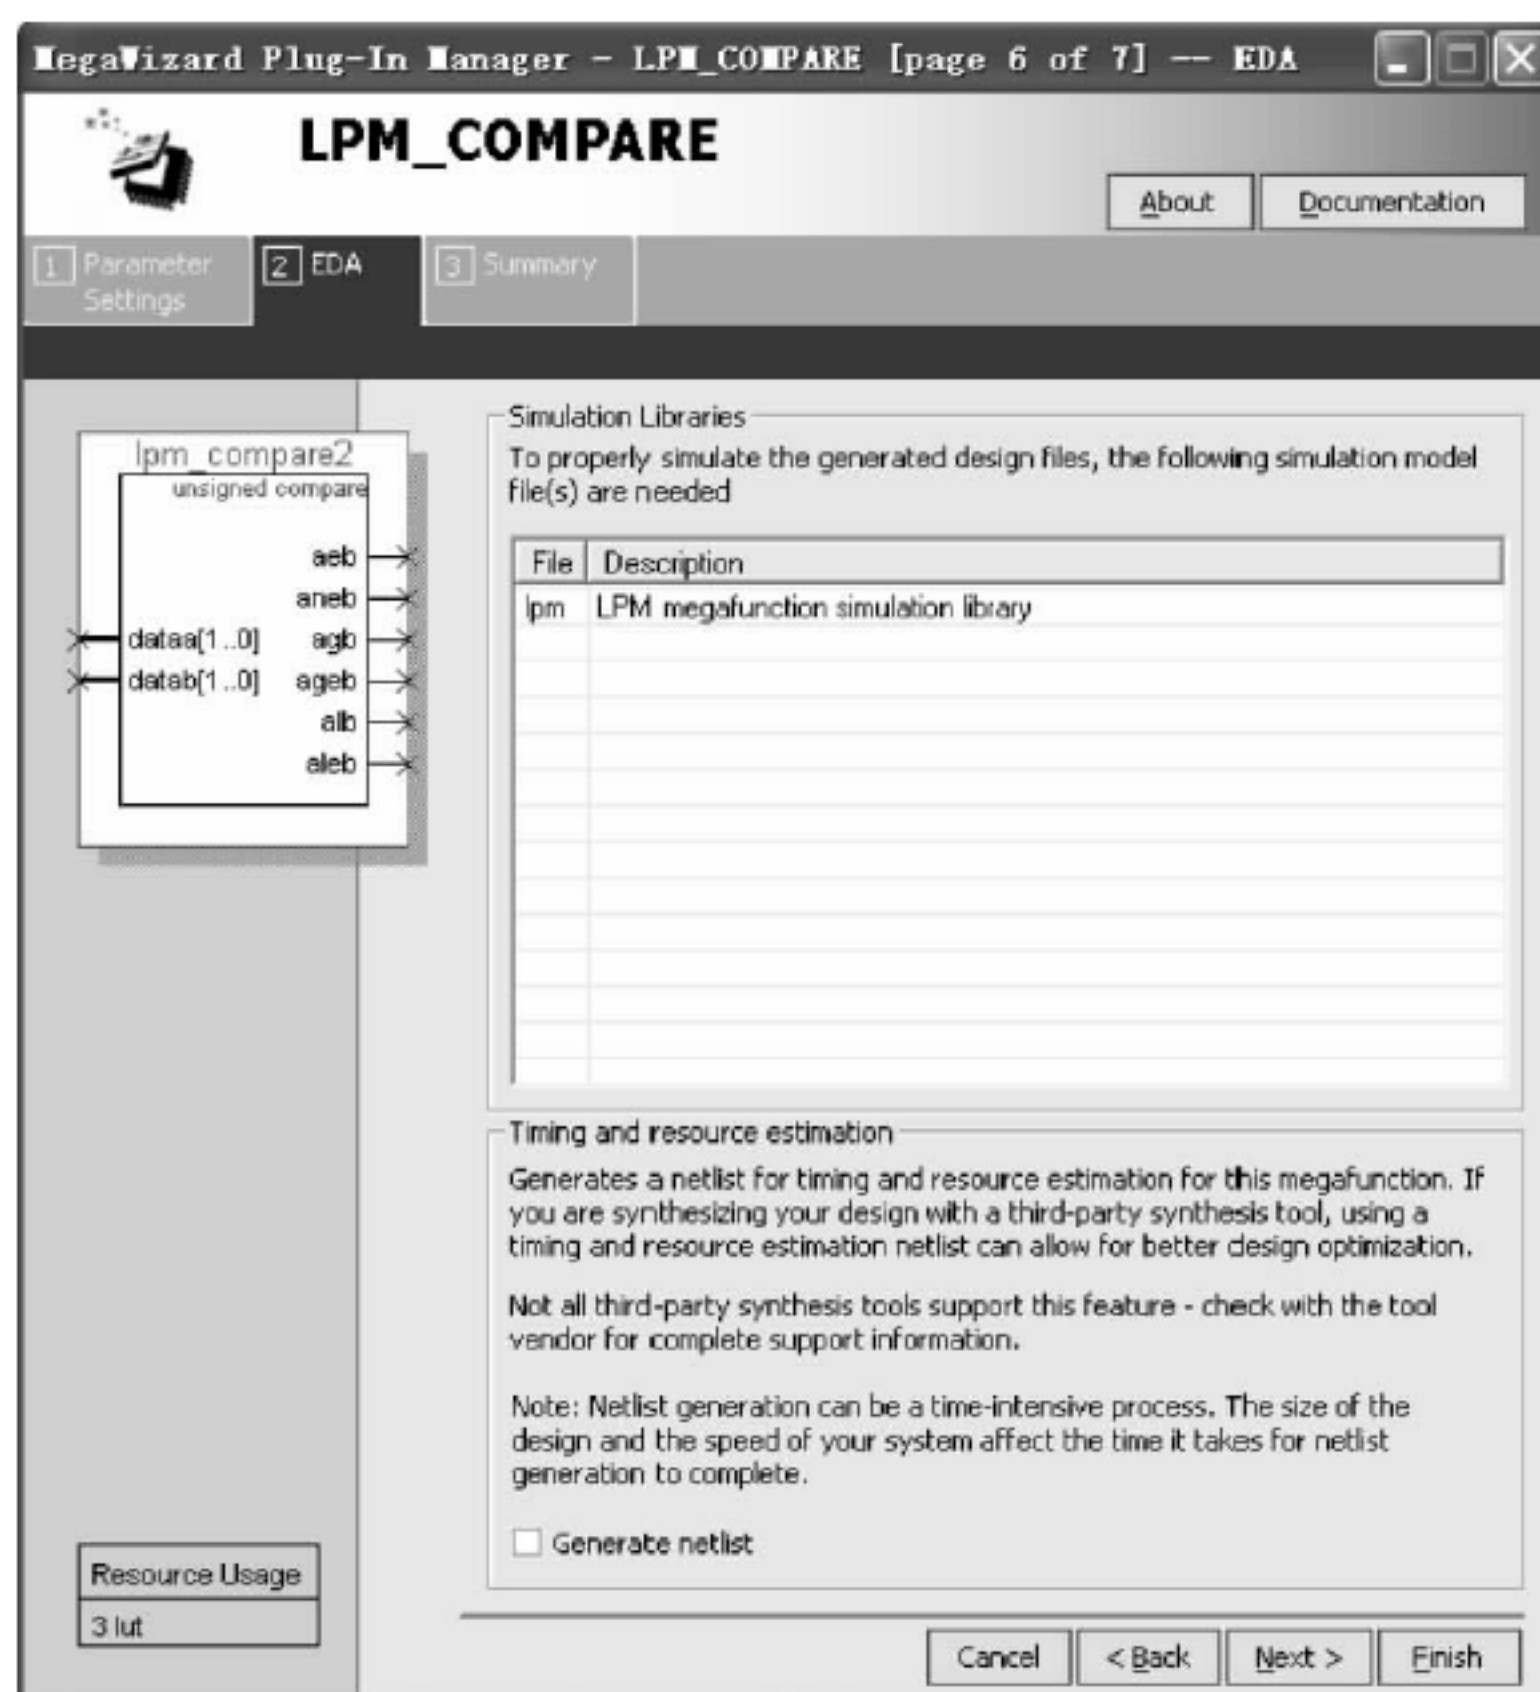 MegaWizard Plug-In Manager - LPM_COMPARE [page 6 of 7] -- EDA
LPM_COMPARE
About
Documentation
1 Parameter Settings
2 EDA
3 Summary
lpm_compare2
unsigned compare
aeb
aneb
dataa[1..0] agb
datab[1..0] ageb
alb
aleb
Simulation Libraries
To properly simulate the generated design files, the following simulation model
file(s) are needed
File Description
lpm LPM megafunction simulation library
Timing and resource estimation
Generates a netlist for timing and resource estimation for this megafunction. If
you are synthesizing your design with a third-party synthesis tool, using a
timing and resource estimation netlist can allow for better design optimization.
Not all third-party synthesis tools support this feature - check with the tool
vendor for complete support information.
Note: Netlist generation can be a time-intensive process. The size of the
design and the speed of your system affect the time it takes for netlist
generation to complete.
Generate netlist
Resource Usage
3 lut
Cancel
< Back
Next >
Finish